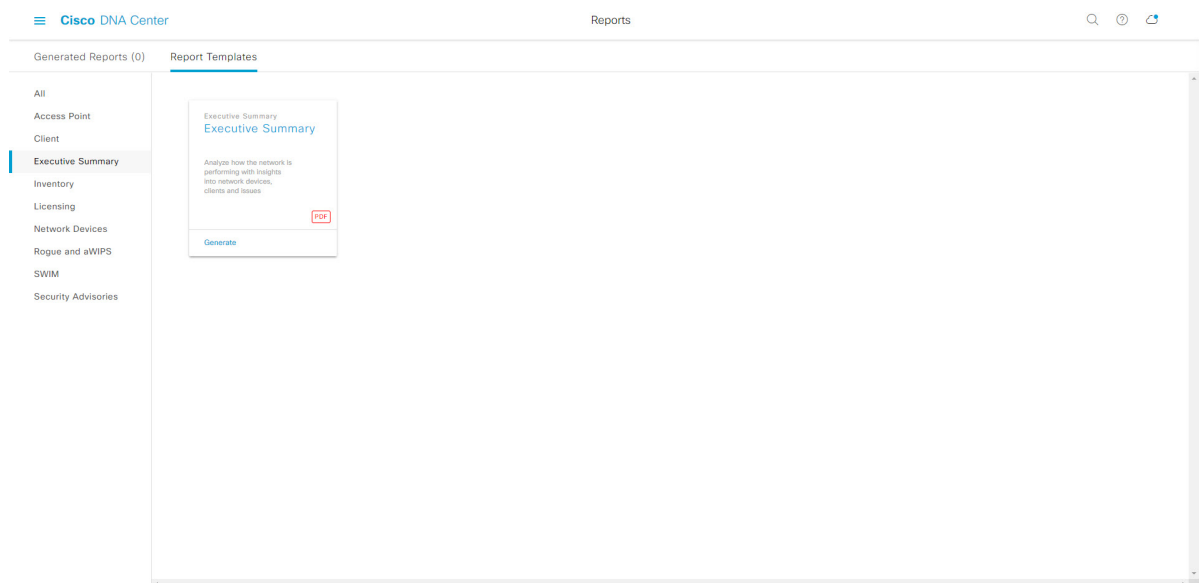 Cisco DNA Center
Reports
Generated Reports (0)
Report Templates
All
Access Point
Client
Executive Summary
Inventory
Licensing
Network Devices
Rogue and aWIPS
SWIM
Security Advisories
Executive Summary
Executive Summary
Analyze how the network is
performing with insights
into network devices,
clients and issues
PDF
Generate